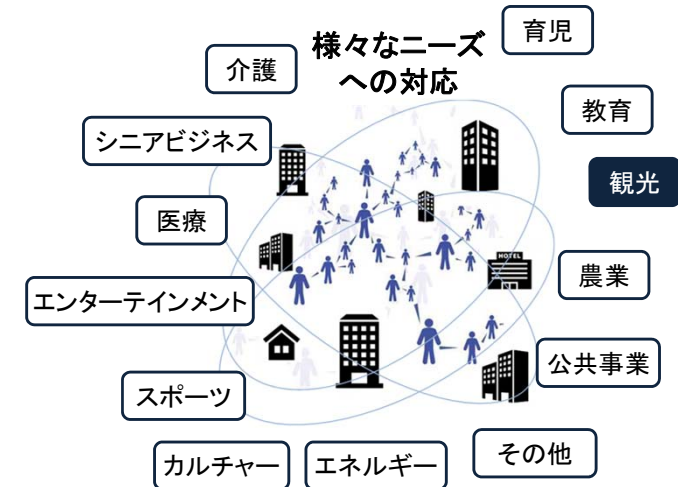 様々なニーズ
への対応
育児
介護
教育
シニアビジネス
観光
医療
HOTEL
農業
エンターテインメント
公共事業
スポーツ
その他
カルチャー
エネルギー